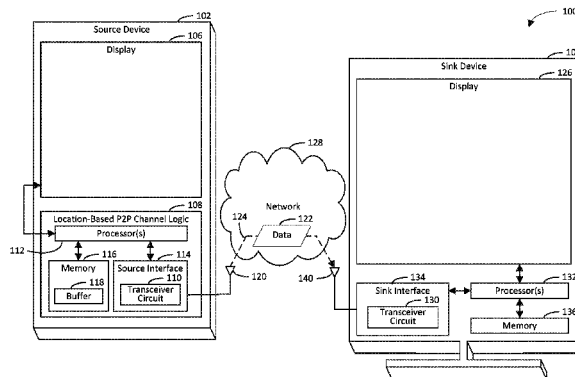 100
102
Source Device
106
Display
108
Location-Based P2P Channel Logic
Processor(s)
112
116
114
Memory
Source Interface
118
110
Buffer
Transceiver
Circuit
120
128
Network
124
122
Data
140
10
Sink Device
126
Display
134
132
Sink Interface
Processor(s)
130
Transceiver
Circuit
136
Memory